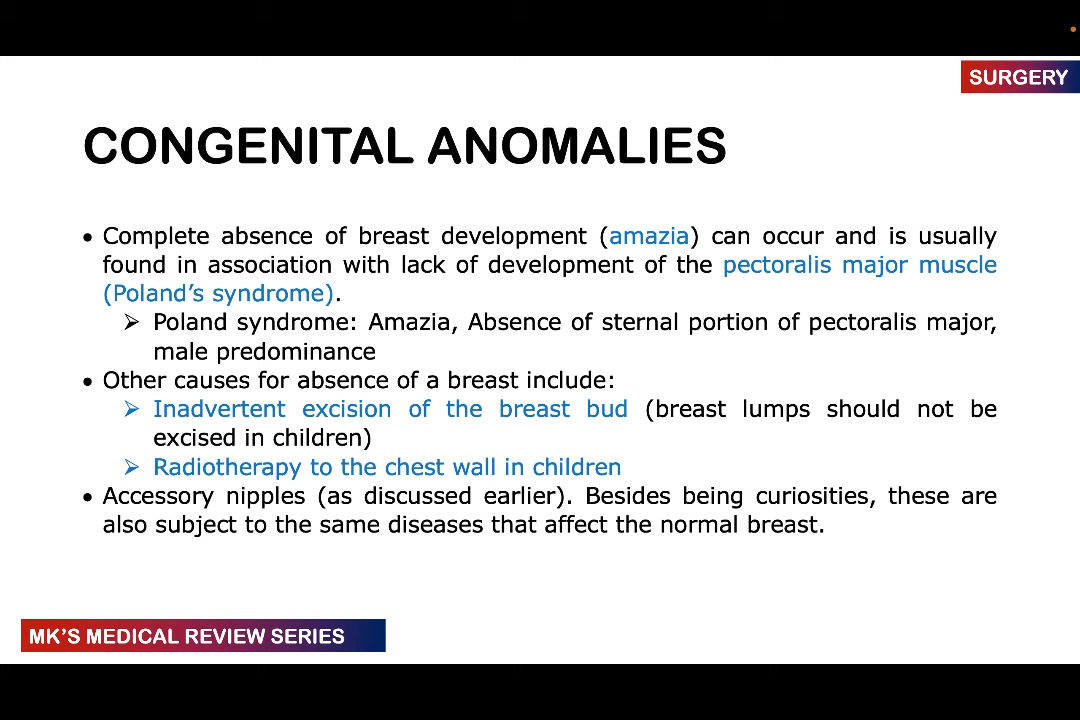 SURGERY
CONGENITAL ANOMALIES
• Complete absence of breast development (amazia) can occur and is usually
found in association with lack of development of the pectoralis major muscle
(Poland’s syndrome).
➢ Poland syndrome: Amazia, Absence of sternal portion of pectoralis major,
male predominance
• Other causes for absence of a breast include:
➢ Inadvertent excision of the breast bud (breast lumps should not be
excised in children)
➢ Radiotherapy to the chest wall in children
• Accessory nipples (as discussed earlier). Besides being curiosities, these are
also subject to the same diseases that affect the normal breast.
MK’S MEDICAL REVIEW SERIES